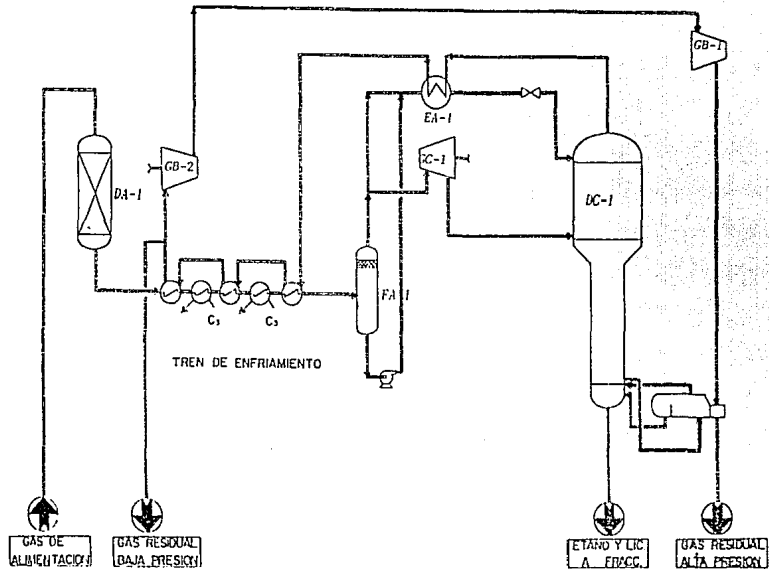 GB-1
EA-1
GB-2
GC-1
DA-1
DC-1
FA-1
C₃
C₃
TREN DE ENFRIAMIENTO
GAS DE
ALIMENTACION
GAS RESIDUAL
BAJA PRESION
ETANO Y LIC
A FRACC.
GAS RESIDUAL
ALTA PRESION